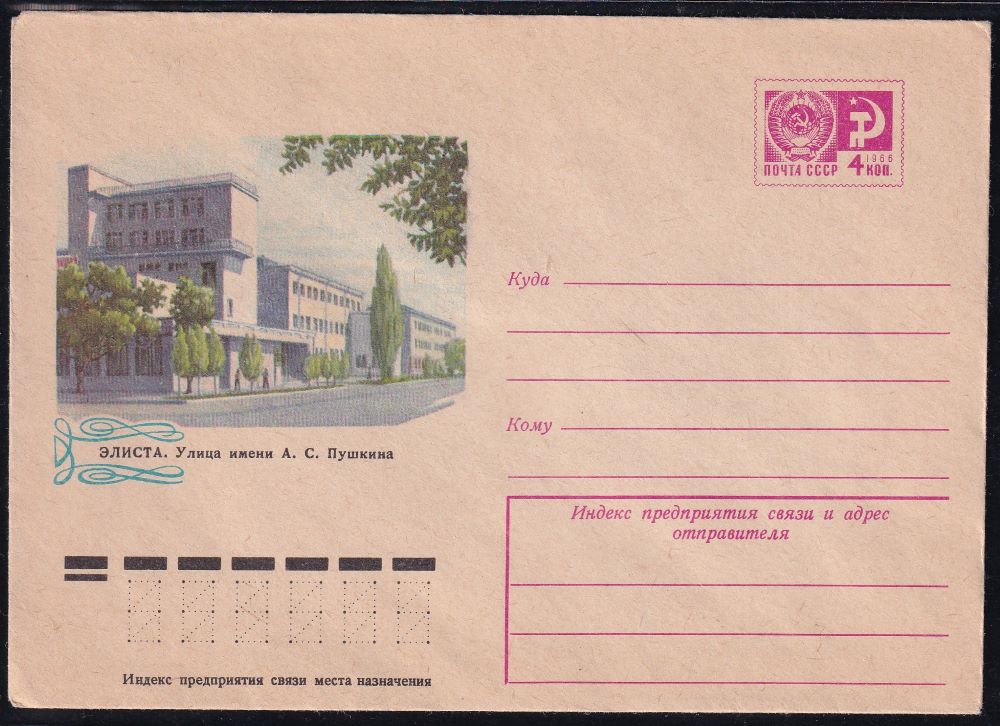 1966
ПОЧТА СССР 4 КОП.
Куда
Кому
ЭЛИСТА. Улица имени А. С. Пушкина
Индекс предприятия связи и адрес
отправителя
Индекс предприятия связи места назначения